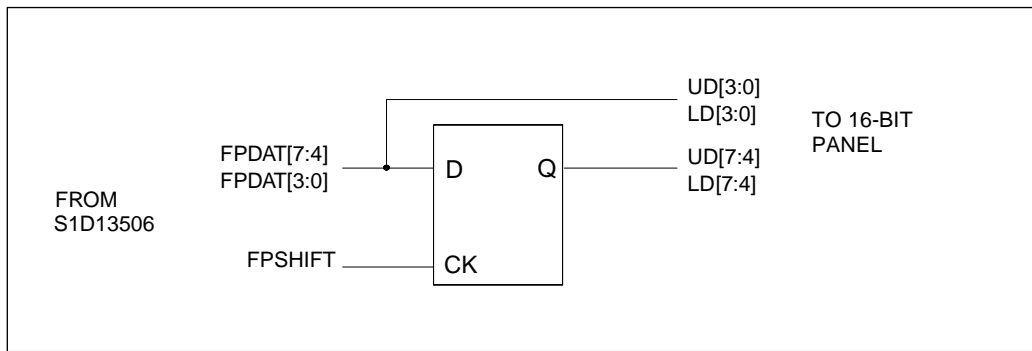 UD[3:0]
LD[3:0]
TO 16-BIT
PANEL
FPDAT[7:4]
FPDAT[3:0]
D
Q
UD[7:4]
LD[7:4]
FROM
S1D13506
FPSHIFT
CK